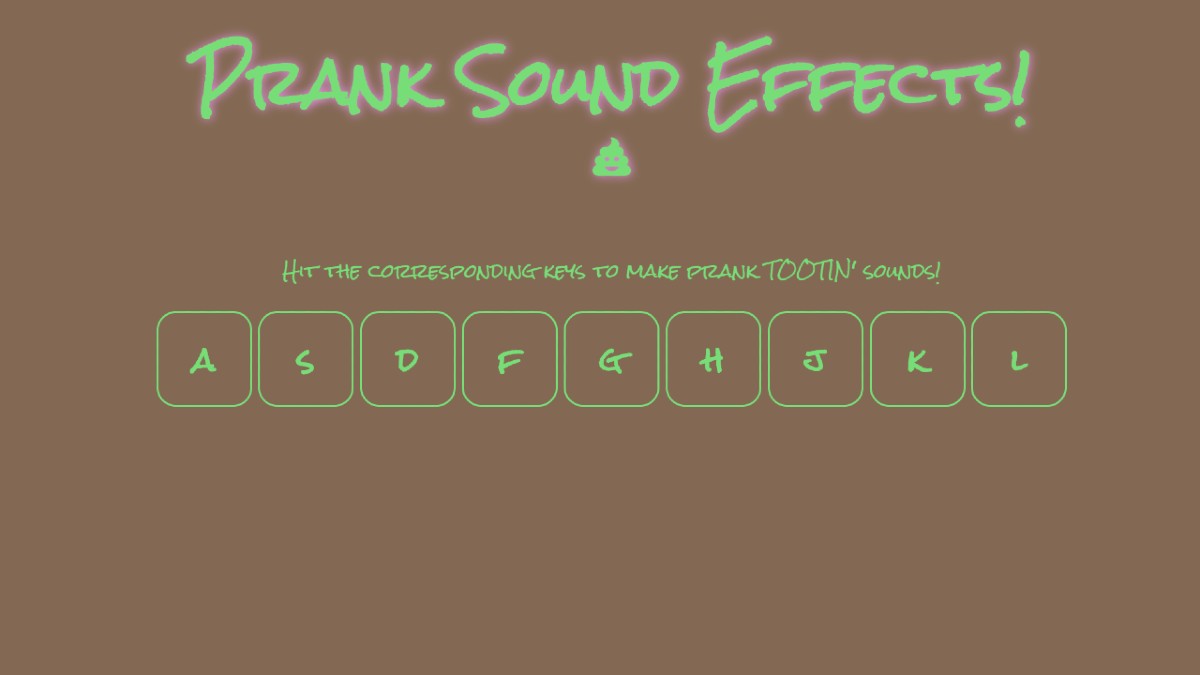 Prank Sound Effects!
Hit the corresponding keys to make prank TOOTIN' sounds!
A S D F G H J K L